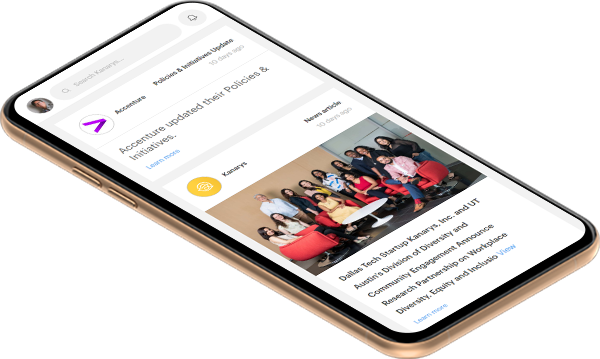 Search Kanarys...
Accenture
Policies & Initiatives Update
10 days ago
Accenture updated their Policies &
Initiatives.
Learn more
Kanarys
News article
10 days ago
Dallas Tech Startup Kanarys, Inc. and UT
Austin's Division of Diversity and
Community Engagement Announce
Research Partnership on Workplace
Diversity, Equity and Inclusio View
Learn more